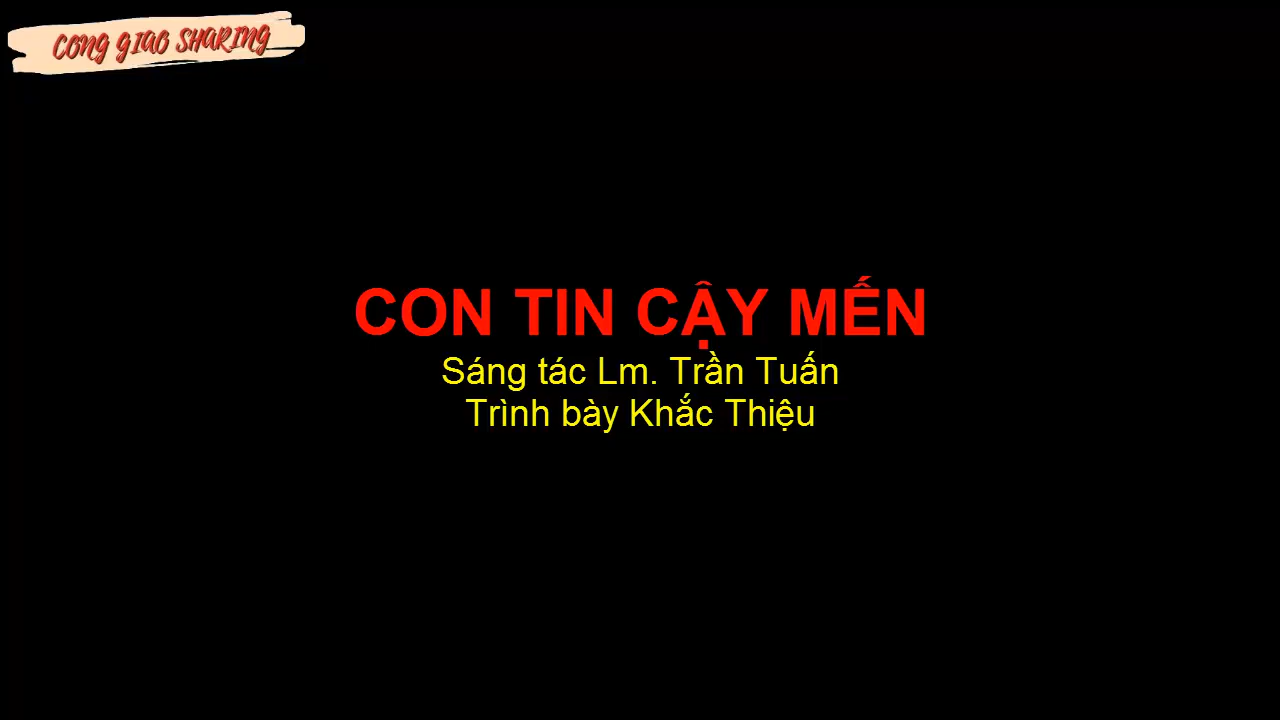 CONG GIAO SHARING
CON TIN CẬY MẾN
Sáng tác Lm. Trần Tuấn
Trình bày Khắc Thiệu